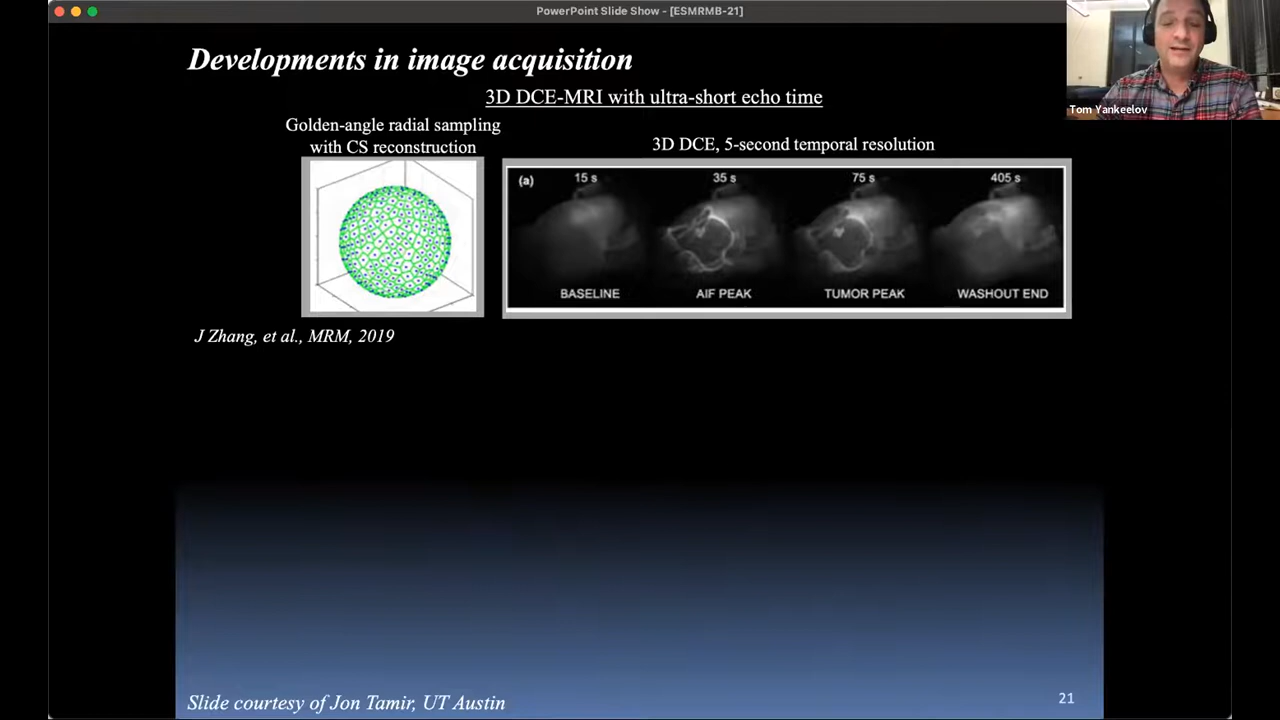 PowerPoint Slide Show - [ESMRMB-21]
Developments in image acquisition
3D DCE-MRI with ultra-short echo time
Golden-angle radial sampling
with CS reconstruction
3D DCE, 5-second temporal resolution
(a) 15 s 35 s 75 s 405 s
BASELINE AIF PEAK TUMOR PEAK WASHOUT END
J Zhang, et al., MRM, 2019
Slide courtesy of Jon Tamir, UT Austin
21
Tom Yankeelov